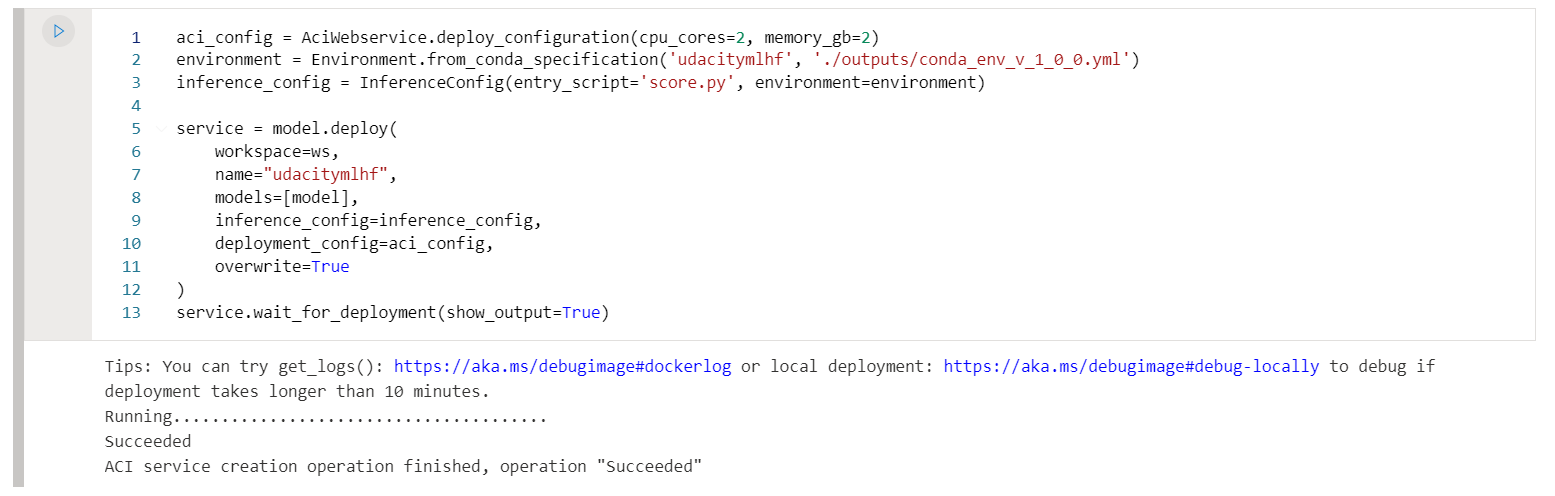 1 aci_config = AciWebservice.deploy_configuration(cpu_cores=2, memory_gb=2)
2 environment = Environment.from_conda_specification('udacitymlhf', './outputs/conda_env_v_1_0_0.yml')
3 inference_config = InferenceConfig(entry_script='score.py', environment=environment)
4
5 service = model.deploy(
6     workspace=ws,
7     name="udacitymlhf",
8     models=[model],
9     inference_config=inference_config,
10     deployment_config=aci_config,
11     overwrite=True
12 )
13 service.wait_for_deployment(show_output=True)
Tips: You can try get_logs(): https://aka.ms/debugimage#dockerlog or local deployment: https://aka.ms/debugimage#debug-locally to debug if
deployment takes longer than 10 minutes.
Running.......................................
Succeeded
ACI service creation operation finished, operation "Succeeded"